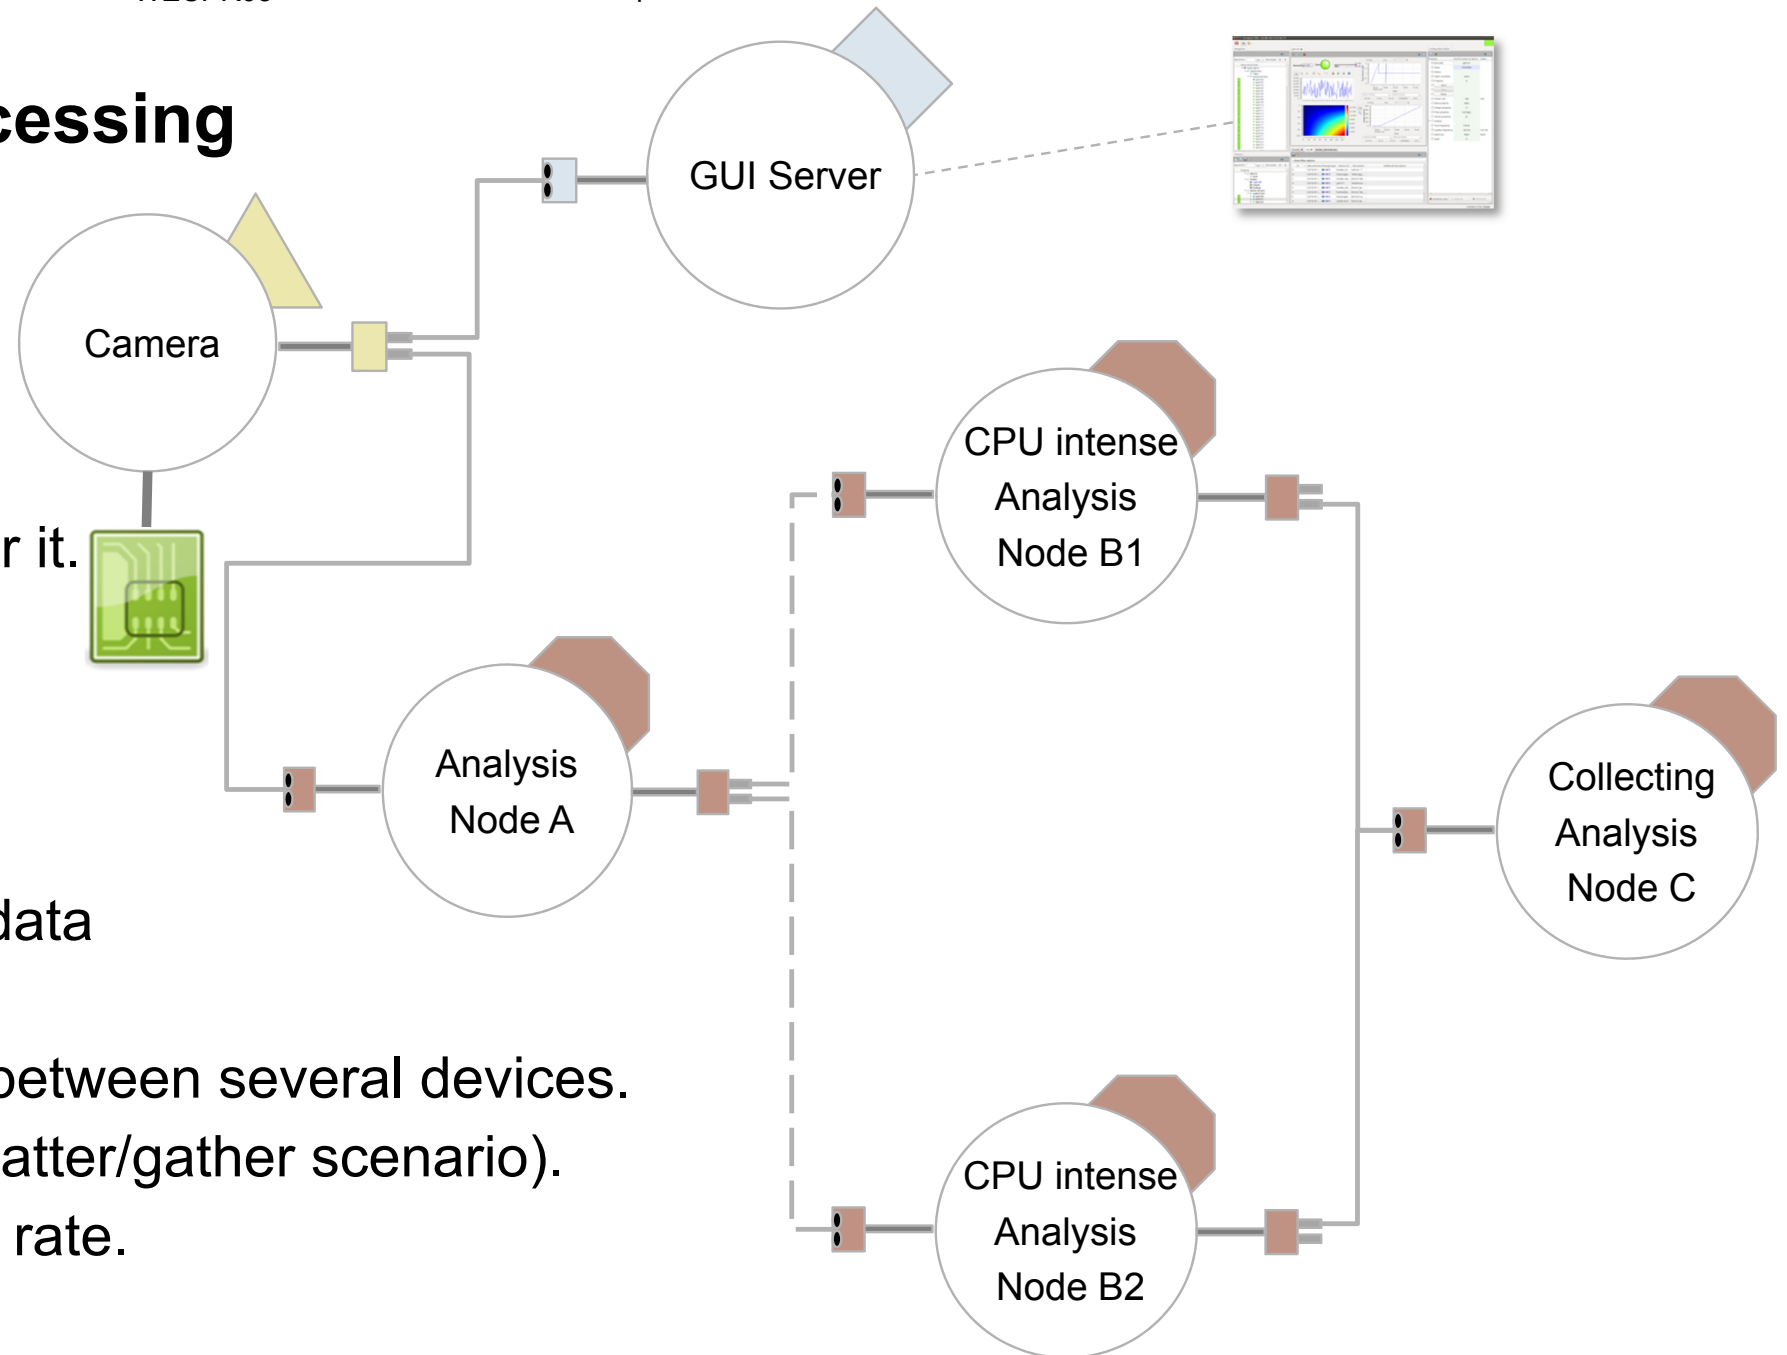 cessing
GUI Server
Camera
r it.
CPU intense
Analysis
Node B1
Analysis
Node A
Collecting
Analysis
Node C
data
between several devices.
atter/gather scenario).
rate.
CPU intense
Analysis
Node B2